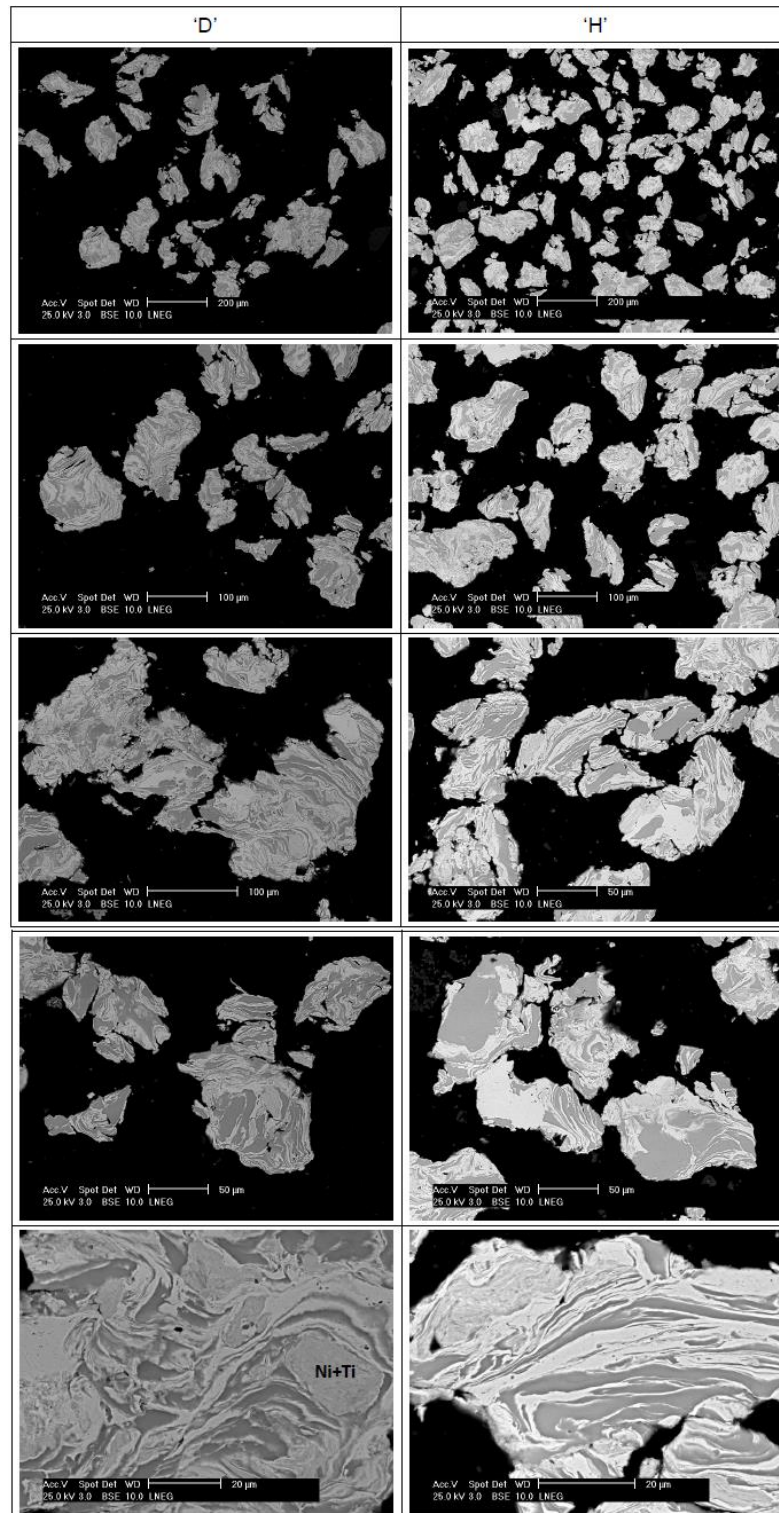 ‘D’
‘H’
Acc.V Spot Det WD 200 µm
25.0 kV 3.0 BSE 10.0 LNEG
Acc.V Spot Det WD 200 µm
25.0 kV 3.0 BSE 10.0 LNEG
Acc.V Spot Det WD 100 µm
25.0 kV 3.0 BSE 10.0 LNEG
Acc.V Spot Det WD 100 µm
25.0 kV 3.0 BSE 10.0 LNEG
Acc.V Spot Det WD 100 µm
25.0 kV 3.0 BSE 10.0 LNEG
Acc.V Spot Det WD 50 µm
25.0 kV 3.0 BSE 10.0 LNEG
Acc.V Spot Det WD 50 µm
25.0 kV 3.0 BSE 10.0 LNEG
Acc.V Spot Det WD 50 µm
25.0 kV 3.0 BSE 10.0 LNEG
Ni+Ti
Acc.V Spot Det WD 20 µm
25.0 kV 3.0 BSE 10.0 LNEG
Acc.V Spot Det WD 20 µm
25.0 kV 3.0 BSE 10.0 LNEG